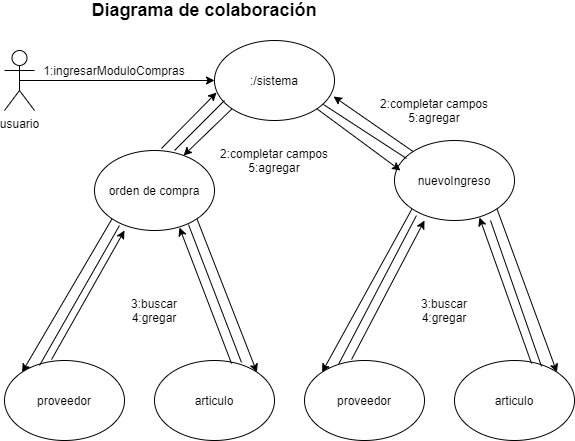 Diagrama de colaboración
1:ingresarModuloCompras
:/sistema
usuario
2:completar campos
5:agregar
2:completar campos
5:agregar
orden de compra
nuevoIngreso
3:buscar
4:gregar
3:buscar
4:gregar
proveedor
articulo
proveedor
articulo